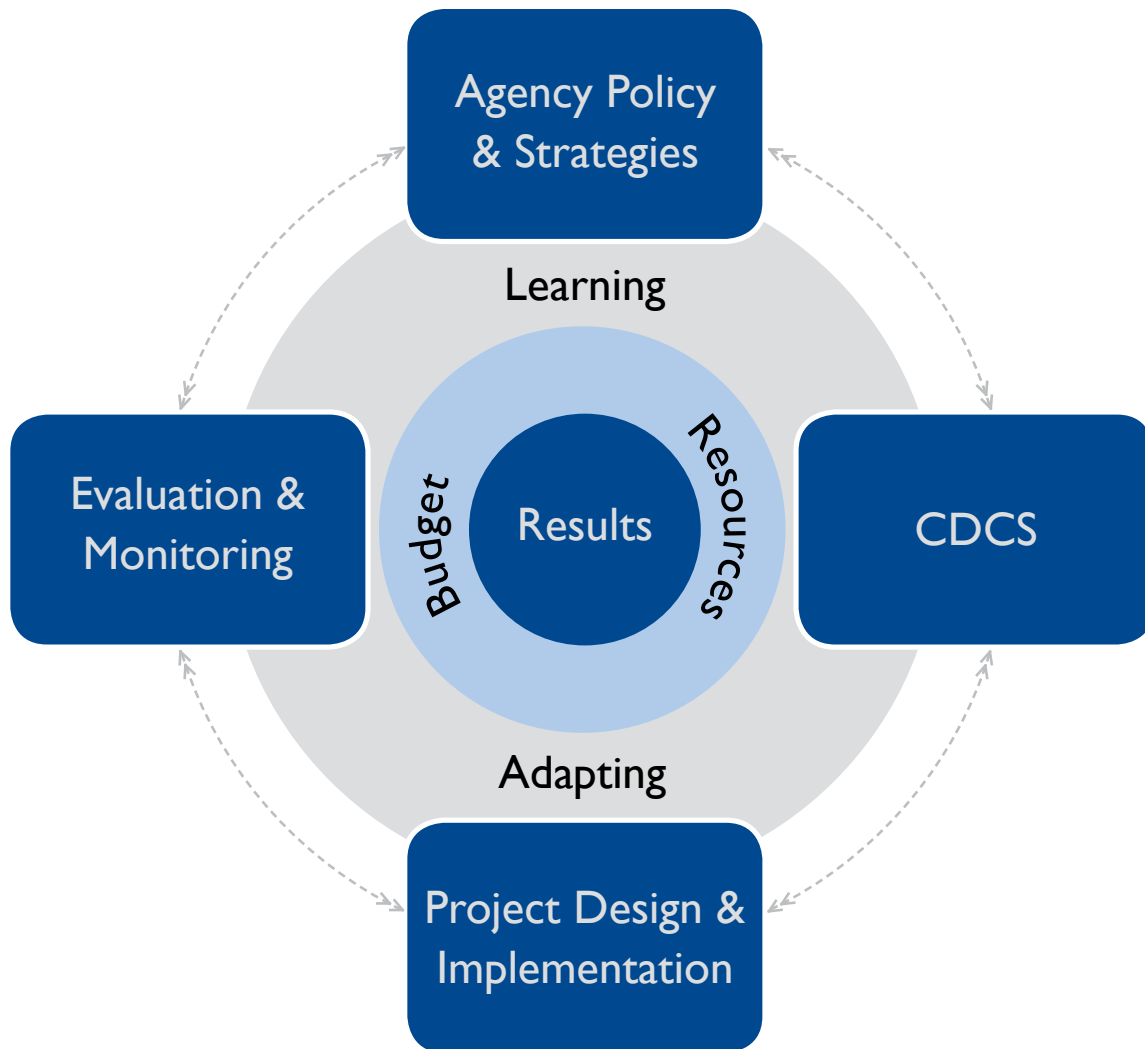 Agency Policy
& Strategies
Learning
Evaluation &
Monitoring
Budget
Results
Resources
CDCS
Adapting
Project Design &
Implementation